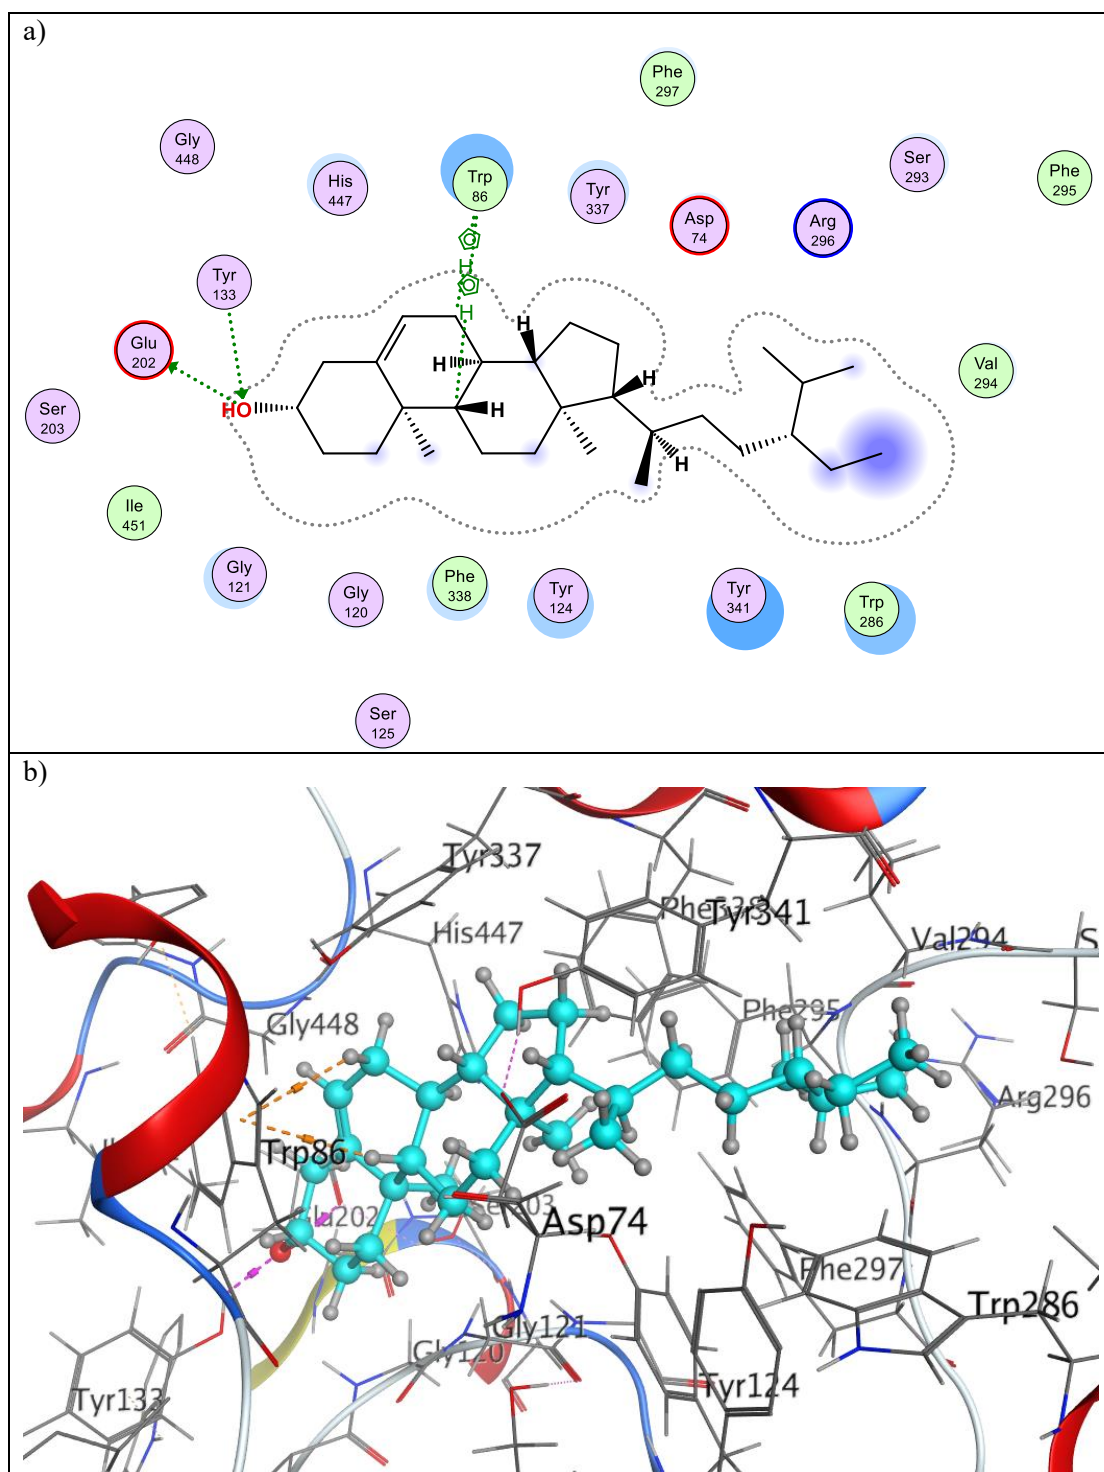 a)
Phe
297
Gly
448
His
447
Trp
86
Tyr
337
Ser
293
Phe
295
Asp
74
Arg
296
Tyr
133
H
H
H
H
H
Glu
202
Val
294
Ser
203
HO
H
H
Ile
451
Gly
121
Gly
120
Phe
338
Tyr
124
Tyr
341
Trp
286
Ser
125
b)
Tyr337
Phe338
Tyr341
His447
Val294
S
Gly448
Phe295
Arg296
Trp86
Glu202
Ser203
Asp74
Phe297
Trp286
Gly121
Gly120
Tyr124
Tyr133